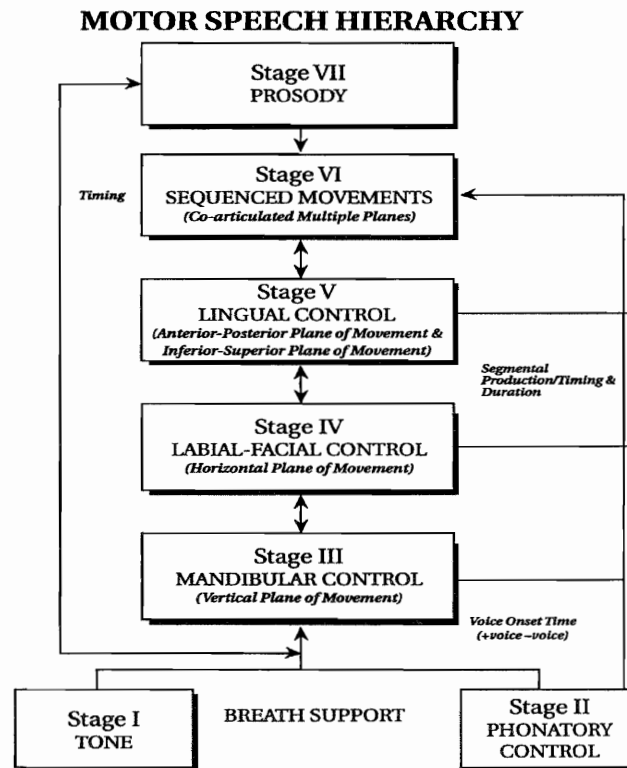 MOTOR SPEECH HIERARCHY
Stage VII
PROSODY
Timing
Stage VI
SEQUENCED MOVEMENTS
(Co-articulated Multiple Planes)
Stage V
LINGUAL CONTROL
(Anterior-Posterior Plane of Movement &
Inferior-Superior Plane of Movement)
Segmental
Production/Timing &
Duration
Stage IV
LABIAL-FACIAL CONTROL
(Horizontal Plane of Movement)
Stage III
MANDIBULAR CONTROL
(Vertical Plane of Movement)
Voice Onset Time
(+voice –voice)
Stage I
TONE
BREATH SUPPORT
Stage II
PHONATORY
CONTROL